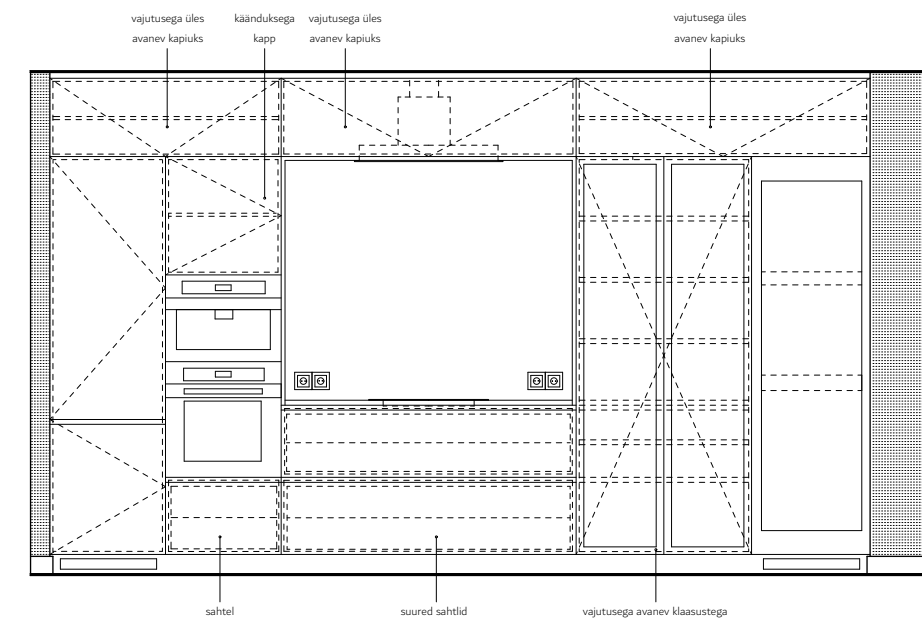 vajutusega üles
avanev kapiuks
käänduksega
kapp
vajutusega üles
avanev kapiuks
vajutusega üles
avanev kapiuks
sahtel
suured sahtlid
vajutusega avanev klaasustega